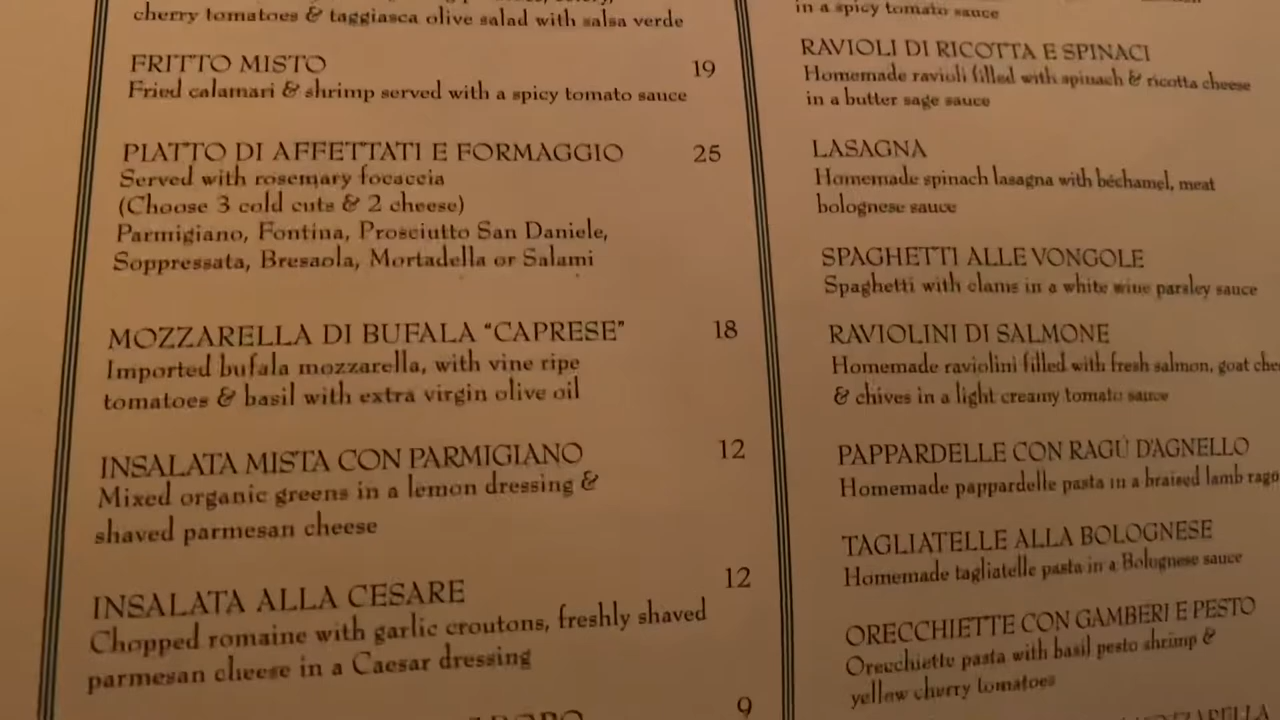 cherry tomatoes & taggiasca olive salad with salsa verde
FRITTO MISTO 19
Fried calamari & shrimp served with a spicy tomato sauce
PIATTO DI AFFETTATI E FORMAGGIO 25
Served with rosemary focaccia
(Choose 3 cold cuts & 2 cheese)
Parmigiano, Fontina, Prosciutto San Daniele,
Soppressata, Bresaola, Mortadella or Salami
MOZZARELLA DI BUFALA "CAPRESE" 18
Imported bufala mozzarella, with vine ripe
tomatoes & basil with extra virgin olive oil
INSALATA MISTA CON PARMIGIANO 12
Mixed organic greens in a lemon dressing &
shaved parmesan cheese
INSALATA ALLA CESARE 12
Chopped romaine with garlic croutons, freshly shaved
parmesan cheese in a Caesar dressing
9
in a spicy tomato sauce
RAVIOLI DI RICOTTA E SPINACI
Homemade ravioli filled with spinach & ricotta cheese
in a butter sage sauce
LASAGNA
Homemade spinach lasagna with béchamel, meat
bolognese sauce
SPAGHETTI ALLE VONGOLE
Spaghetti with clams in a white wine parsley sauce
RAVIOLINI DI SALMONE
Homemade raviolini filled with fresh salmon, goat chee
& chives in a light creamy tomato sauce
PAPPARDELLE CON RAGÚ D'AGNELLO
Homemade pappardelle pasta in a braised lamb rago
TAGLIATELLE ALLA BOLOGNESE
Homemade tagliatelle pasta in a Bolognese sauce
ORECCHIETTE CON GAMBERI E PESTO
Orecchiette pasta with basil pesto shrimp &
yellow cherry tomatoes